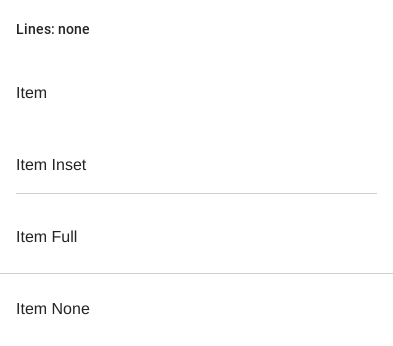 Lines: none
Item
Item Inset
Item Full
Item None